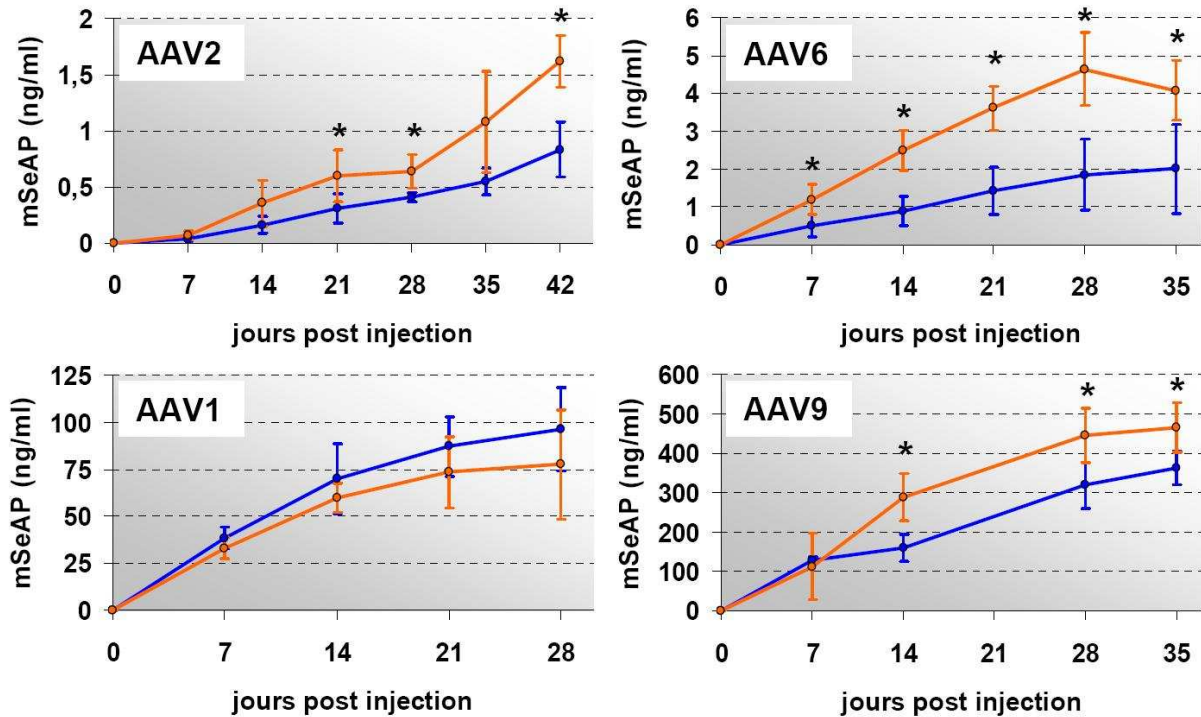 AAV2
mSeAP (ng/ml)
2
1,5
1
0,5
0
* * *
0 7 14 21 28 35 42
jours post injection
AAV6
mSeAP (ng/ml)
6
5
4
3
2
1
0
* * * * *
0 7 14 21 28 35
jours post injection
AAV1
mSeAP (ng/ml)
125
100
75
50
25
0
0 7 14 21 28
jours post injection
AAV9
mSeAP (ng/ml)
600
500
400
300
200
100
0
* * *
0 7 14 21 28 35
jours post injection